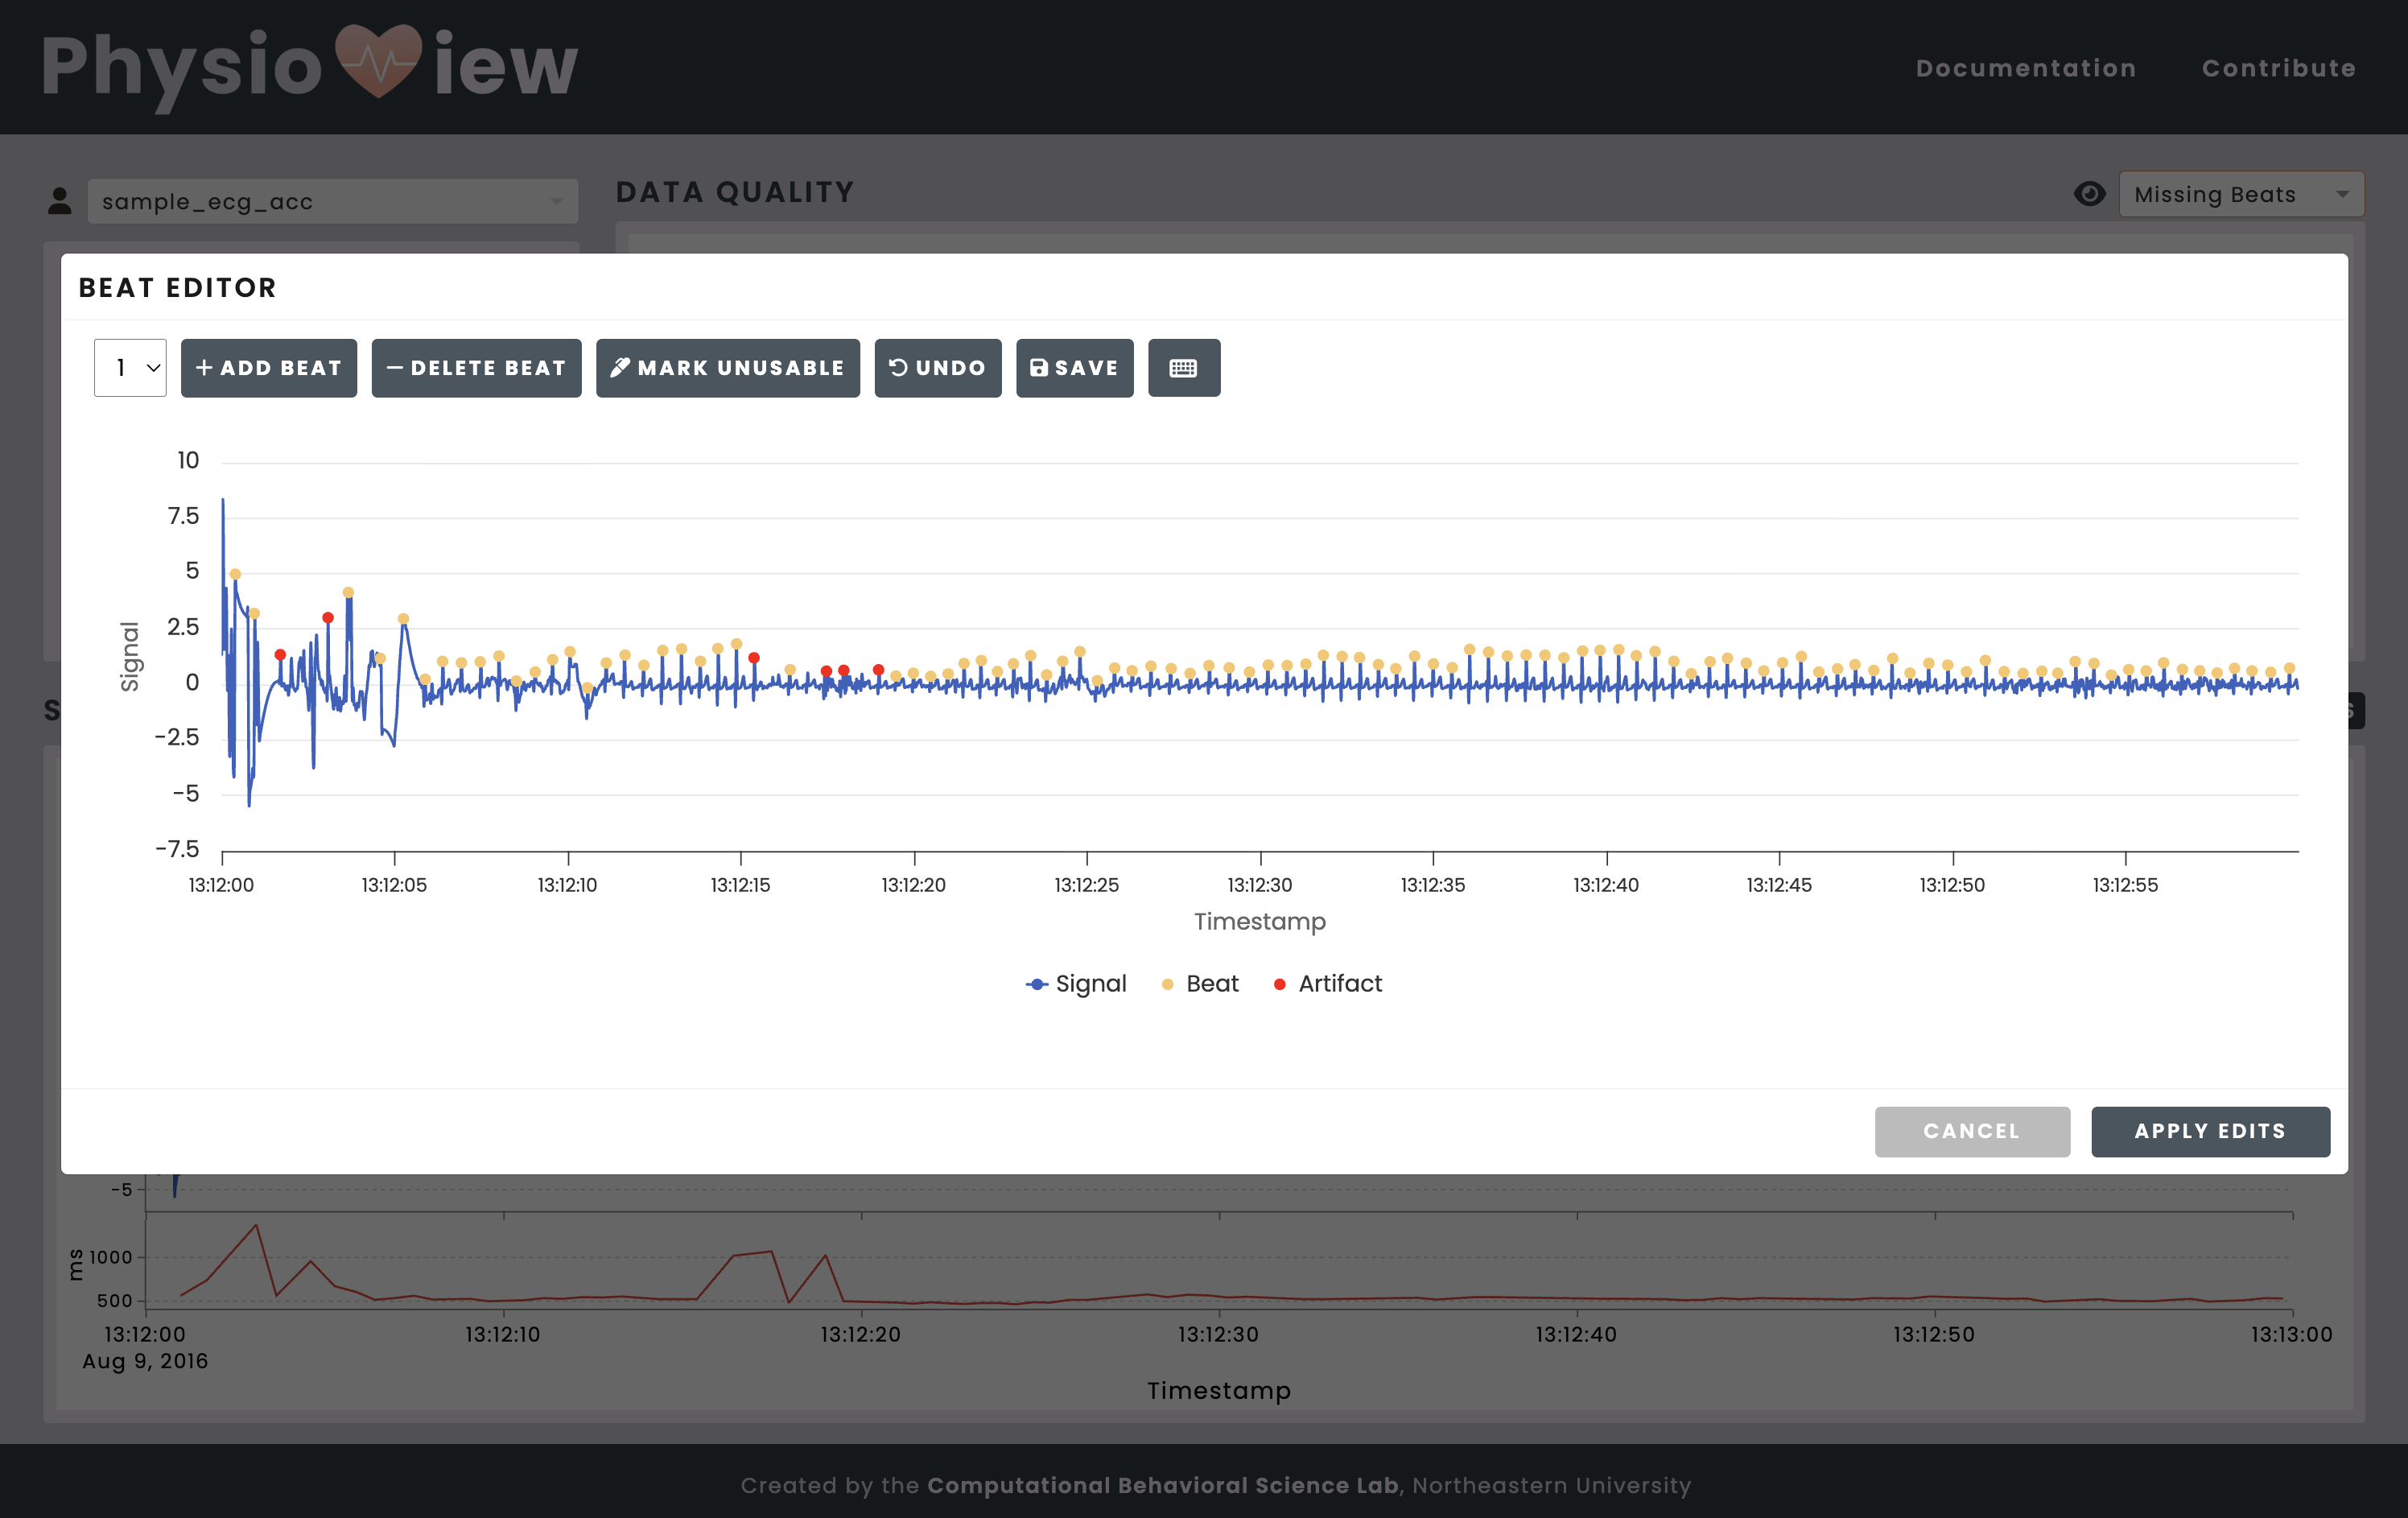 Physio iew
Documentation
Contribute
sample_ecg_acc
DATA QUALITY
Missing Beats
BEAT EDITOR
1
ADD BEAT
DELETE BEAT
MARK UNUSABLE
UNDO
SAVE
10
7.5
5
2.5
0
−2.5
−5
−7.5
Signal
13:12:00
13:12:05
13:12:10
13:12:15
13:12:20
13:12:25
13:12:30
13:12:35
13:12:40
13:12:45
13:12:50
13:12:55
Timestamp
Signal
Beat
Artifact
CANCEL
APPLY EDITS
S
S
−5
ms
1000
500
13:12:00
Aug 9, 2016
13:12:10
13:12:20
13:12:30
13:12:40
13:12:50
13:13:00
Timestamp
Created by the Computational Behavioral Science Lab, Northeastern University